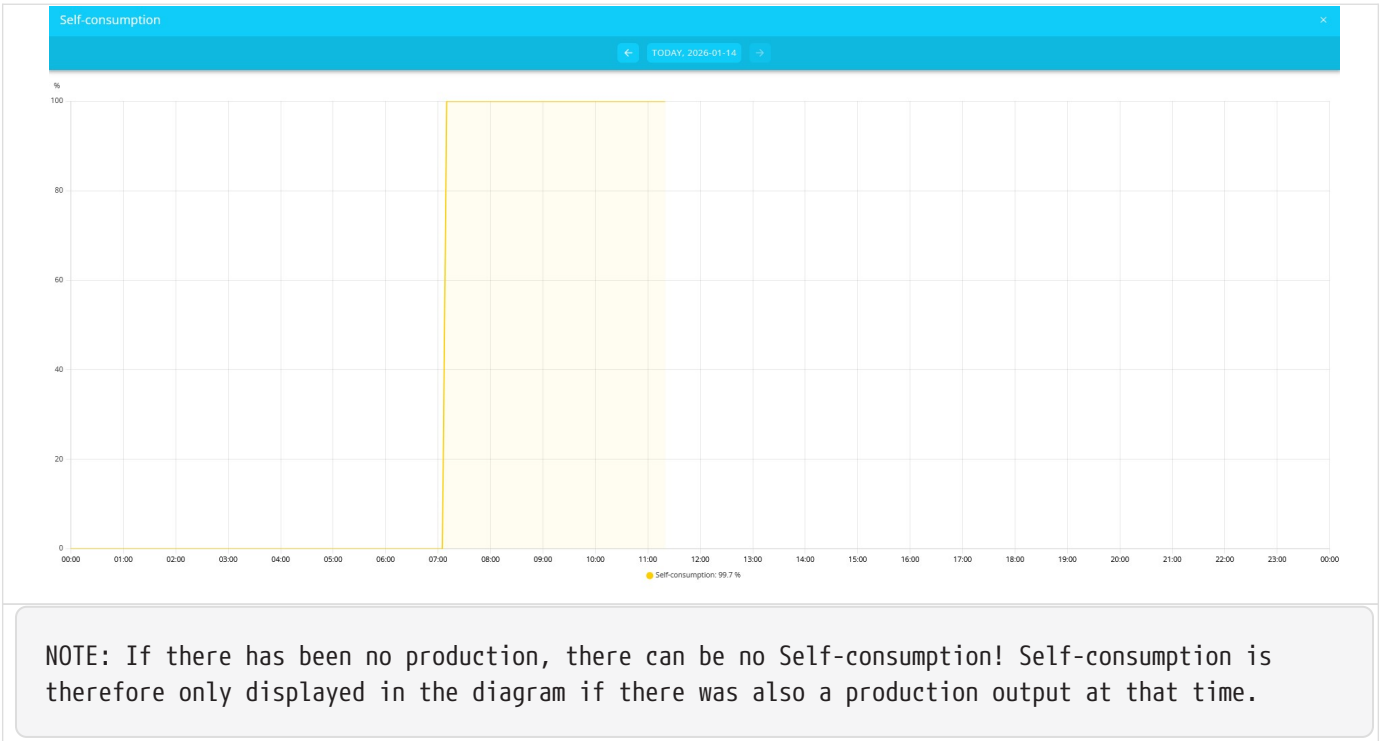 Self-consumption ×
← TODAY, 2026-01-14 →
%
100
80
60
40
20
0
00:00 01:00 02:00 03:00 04:00 05:00 06:00 07:00 08:00 09:00 10:00 11:00 12:00 13:00 14:00 15:00 16:00 17:00 18:00 19:00 20:00 21:00 22:00 23:00 00:00
Self-consumption: 99.7 %
NOTE: If there has been no production, there can be no Self-consumption! Self-consumption is
therefore only displayed in the diagram if there was also a production output at that time.